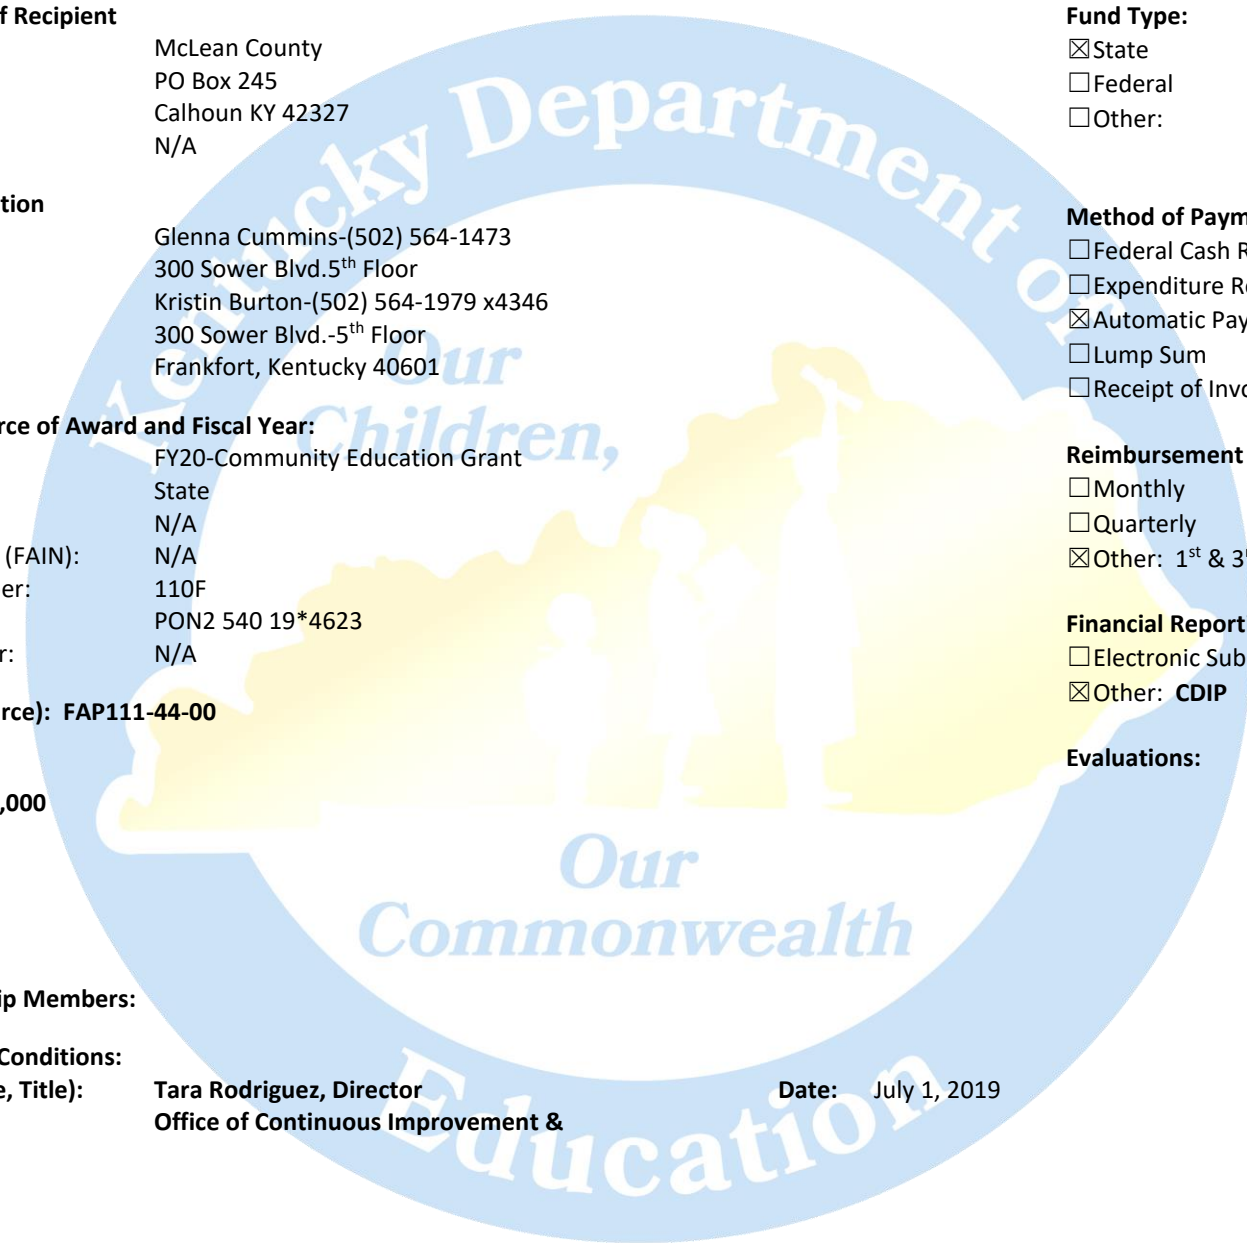 f Recipient
McLean County
PO Box 245
Calhoun KY 42327
N/A
tion
Glenna Cummins-(502) 564-1473
300 Sower Blvd.5th Floor
Kristin Burton-(502) 564-1979 x4346
300 Sower Blvd.-5th Floor
Frankfort, Kentucky 40601
rce of Award and Fiscal Year:
FY20-Community Education Grant
State
N/A
(FAIN): N/A
er: 110F
PON2 540 19*4623
r: N/A
rce): FAP111-44-00
,000
ip Members:
Conditions:
e, Title): Tara Rodriguez, Director Date: July 1, 2019
Office of Continuous Improvement &
Fund Type:
☒State
☐Federal
☐Other:
Method of Paym
☐Federal Cash R
☐Expenditure Re
☒Automatic Pay
☐Lump Sum
☐Receipt of Invo
Reimbursement
☐Monthly
☐Quarterly
☒Other: 1st & 3
Financial Report
☐Electronic Sub
☒Other: CDIP
Evaluations:
Kentucky Department of
Education
Our
Children,
Our
Commonwealth